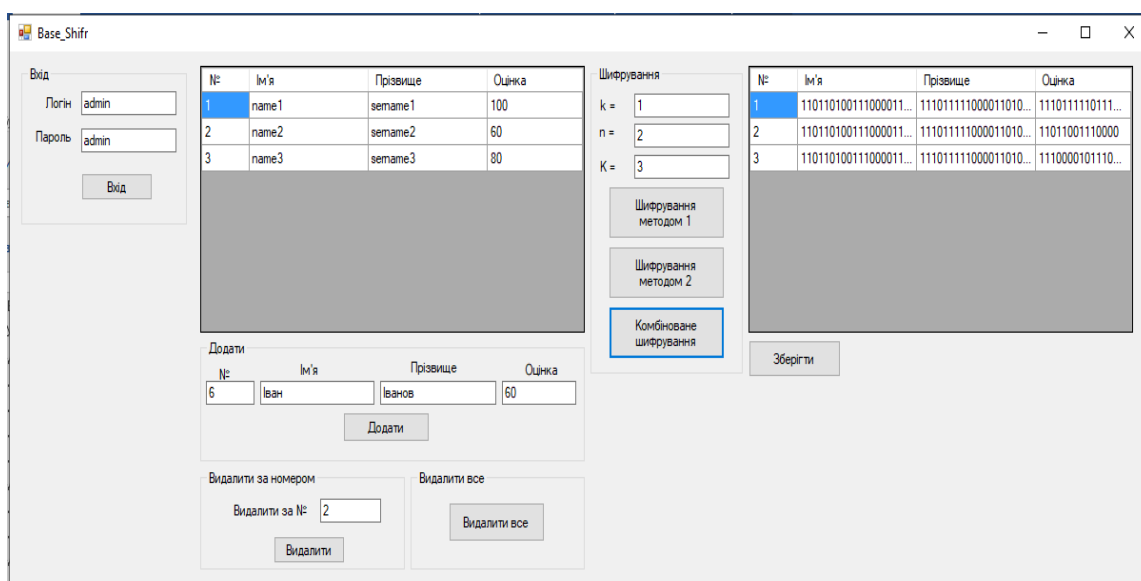 Base_Shifr
Вхід
Логін admin
Пароль admin
Вхід
№ Ім'я Прізвище Оцінка
1 name1 sername1 100
2 name2 sername2 60
3 name3 sername3 80
Шифрування
k = 1
n = 2
K = 3
Шифрування
методом 1
Шифрування
методом 2
Комбіноване
шифрування
№ Ім'я Прізвище Оцінка
1 110110100111000011... 111011111000011010... 1110111110111...
2 110110100111000011... 111011111000011010... 11011001110000
3 110110100111000011... 111011111000011010... 1110000101110...
Зберігти
Додати
№ Ім'я Прізвище Оцінка
6 Іван Іванов 60
Додати
Видалити за номером
Видалити за № 2
Видалити
Видалити все
Видалити все